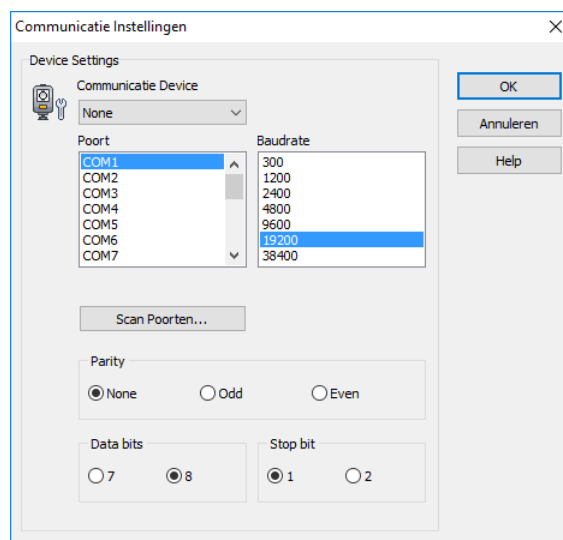 Communicatie Instellingen
Device Settings
Communicatie Device
None
Poort
Baudrate
COM1
COM2
COM3
COM4
COM5
COM6
COM7
300
1200
2400
4800
9600
19200
38400
Scan Poorten...
Parity
None Odd Even
Data bits
7 8
Stop bit
1 2
OK
Annuleren
Help